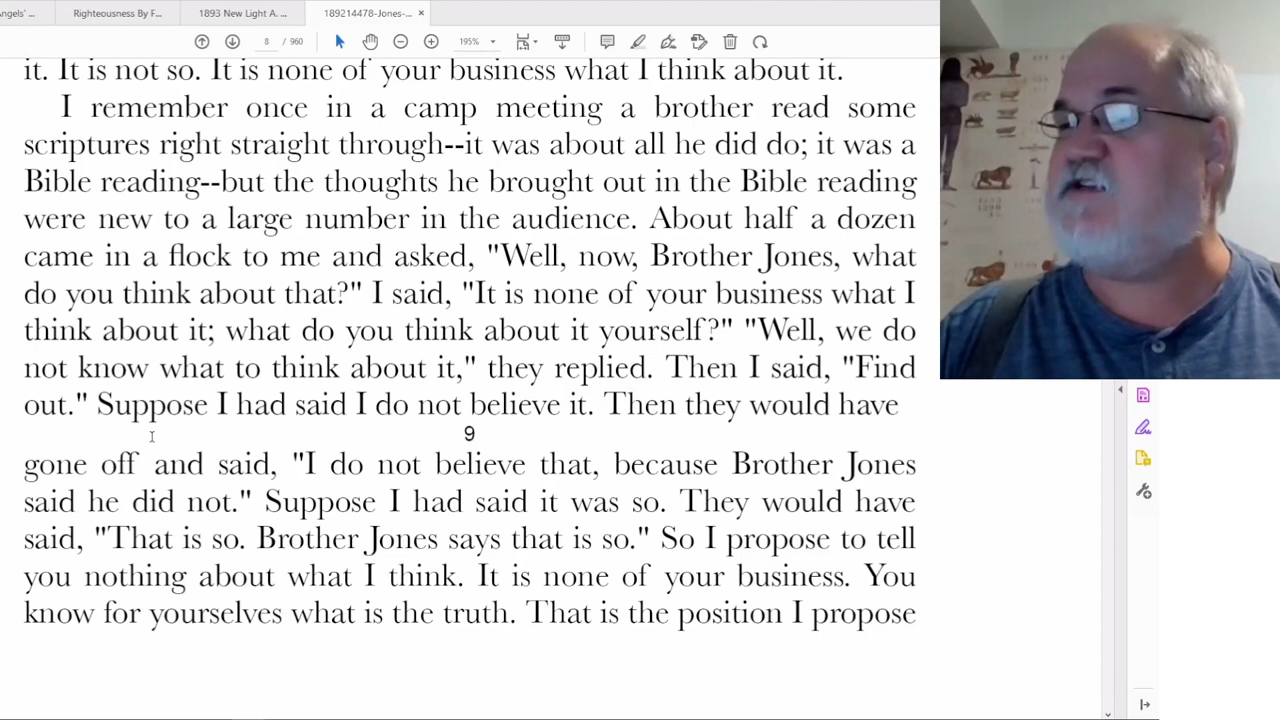 ngels' ...
Righteousness By F...
1893 New Light A. ...
189214478-Jones-... ×
8 / 960
195%
it. It is not so. It is none of your business what I think about it.
I remember once in a camp meeting a brother read some
scriptures right straight through--it was about all he did do; it was a
Bible reading--but the thoughts he brought out in the Bible reading
were new to a large number in the audience. About half a dozen
came in a flock to me and asked, "Well, now, Brother Jones, what
do you think about that?" I said, "It is none of your business what I
think about it; what do you think about it yourself?" "Well, we do
not know what to think about it," they replied. Then I said, "Find
out." Suppose I had said I do not believe it. Then they would have
9
gone off and said, "I do not believe that, because Brother Jones
said he did not." Suppose I had said it was so. They would have
said, "That is so. Brother Jones says that is so." So I propose to tell
you nothing about what I think. It is none of your business. You
know for yourselves what is the truth. That is the position I propose